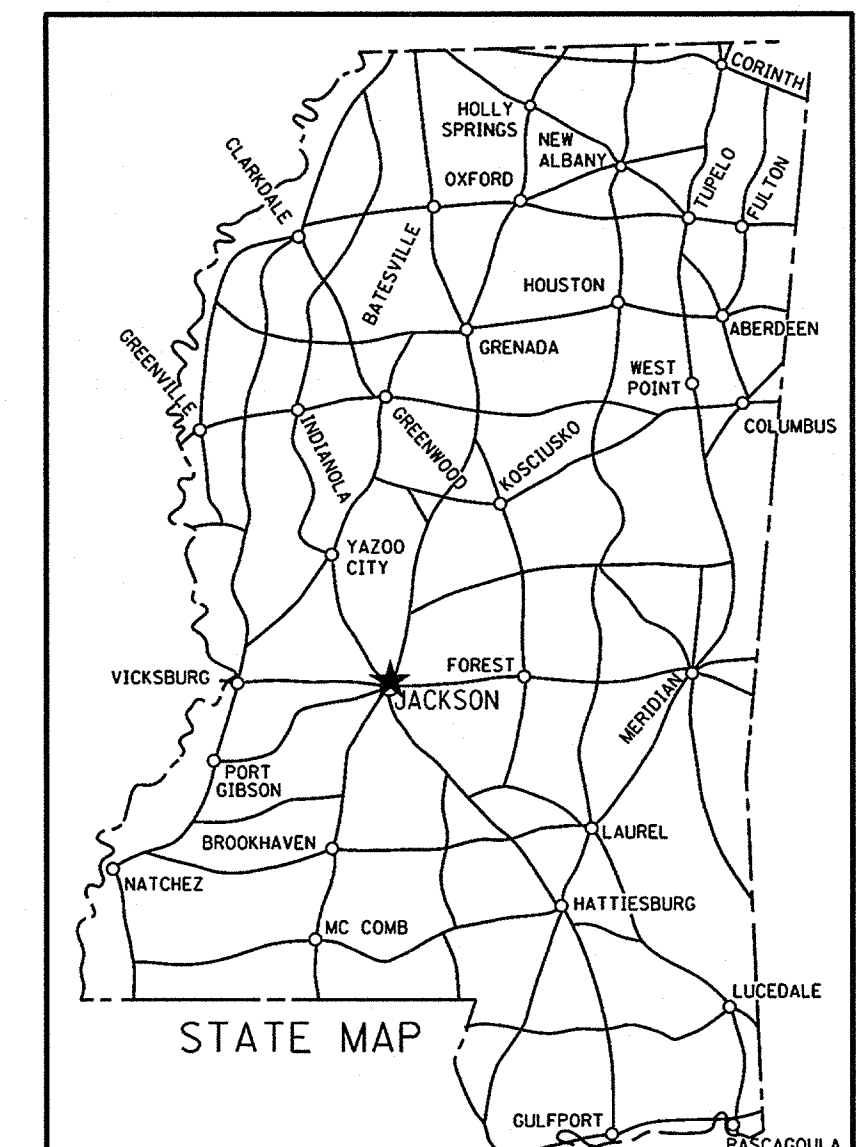 CORINTH
HOLLY
SPRINGS
NEW
ALBANY
CLARKDALE
OXFORD
TUPELO
FULTON
BATESVILLE
HOUSTON
ABERDEEN
GRENADA
GREENVILLE
WEST
POINT
COLUMBUS
INDIANOLA
GREENWOOD
KOSCIUSKO
YAZOO
CITY
VICKSBURG
FOREST
JACKSON
MERIDIAN
PORT
GIBSON
BROOKHAVEN
LAUREL
NATCHEZ
HATTIESBURG
MC COMB
LUCEDALE
STATE MAP
GULFPORT
PASCAGOULA